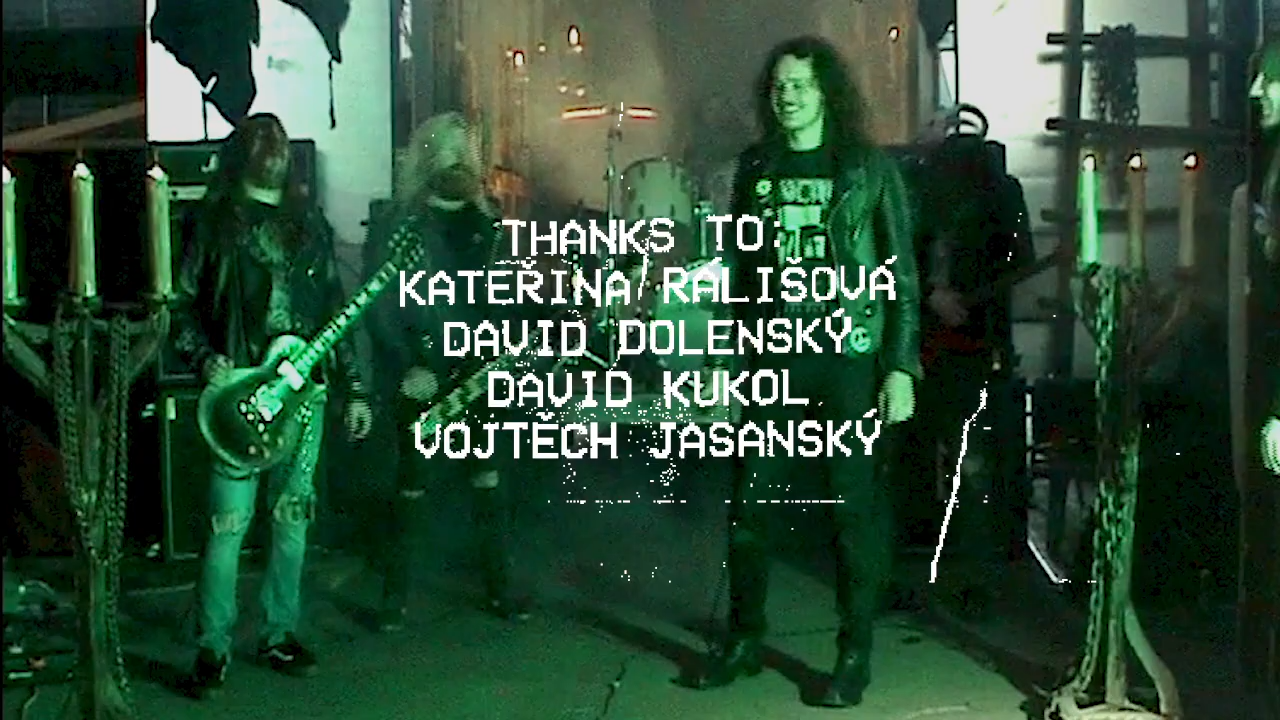 THANKS TO:
KATEŘINA RÁLIŠOVÁ
DAVID DOLENSKÝ
DAVID KUKOL
VOJTĚCH JASANSKÝ